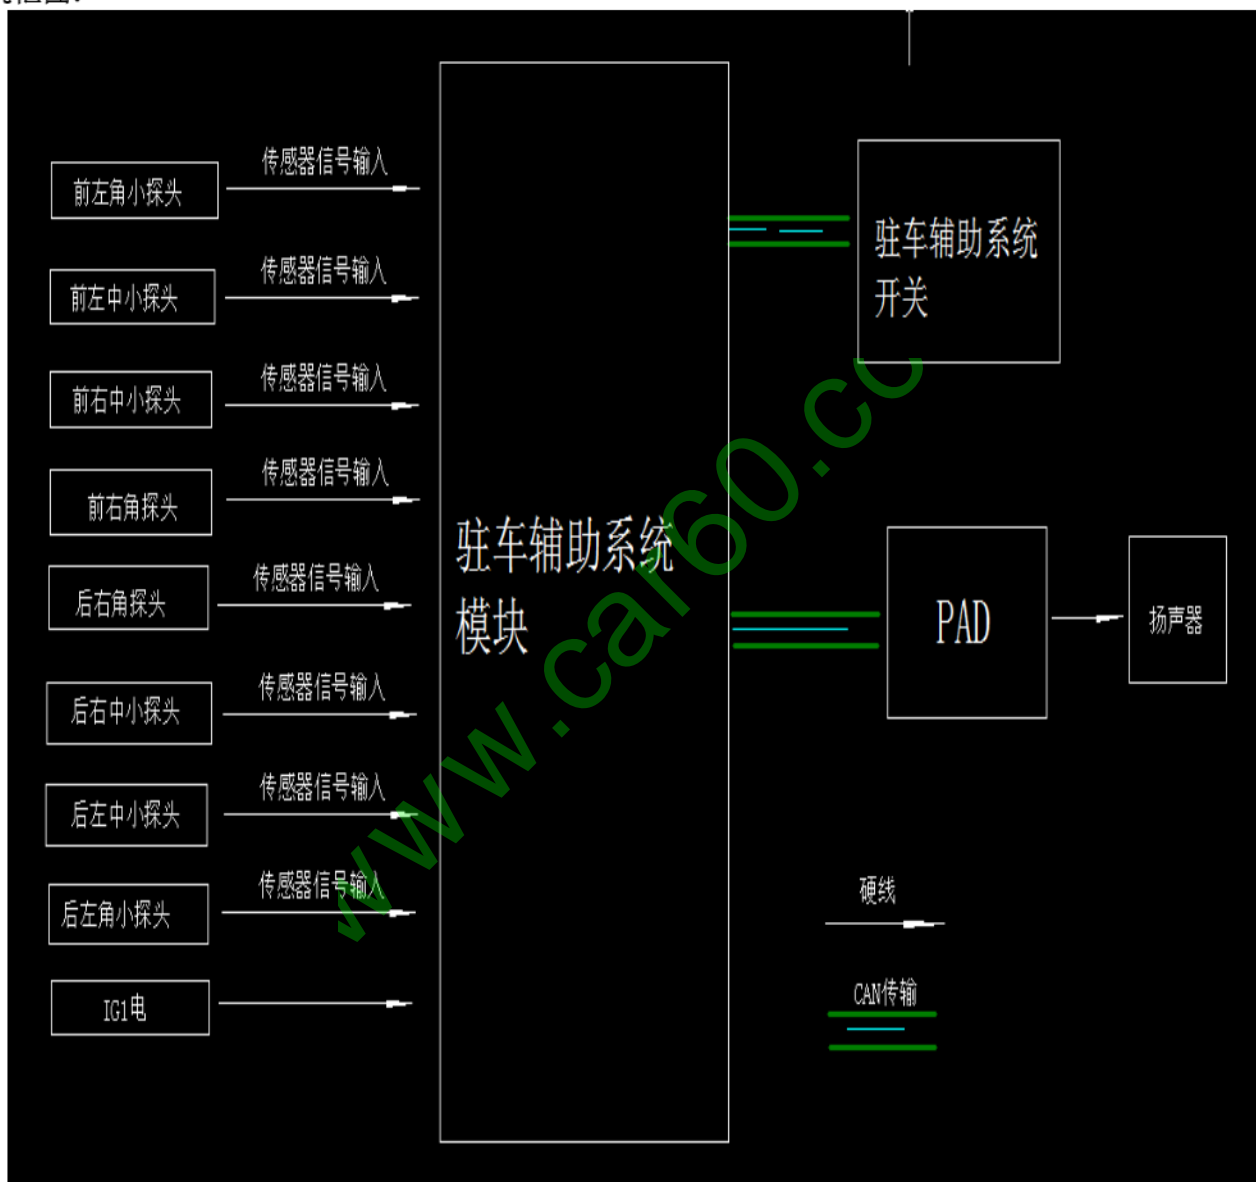 传感器信号输入
前左角小探头
传感器信号输入
前左中小探头
传感器信号输入
前右中小探头
传感器信号输入
前右角探头
传感器信号输入
后右角探头
传感器信号输入
后右中小探头
传感器信号输入
后左中小探头
传感器信号输入
后左角小探头
IG1电
驻车辅助系统
模块
驻车辅助系统
开关
PAD
扬声器
硬线
CAN传输
www.car60.co